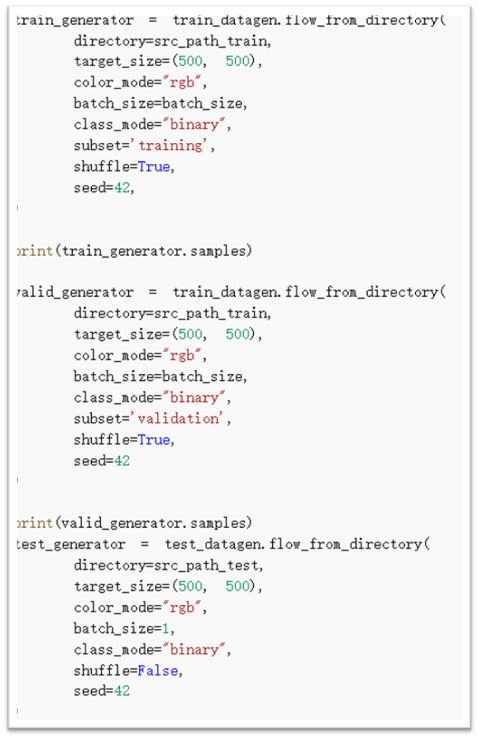 train_generator = train_datagen.flow_from_directory(
directory=src_path_train,
target_size=(500, 500),
color_mode="rgb",
batch_size=batch_size,
class_mode="binary",
subset='training',
shuffle=True,
seed=42,
)
print(train_generator.samples)
valid_generator = train_datagen.flow_from_directory(
directory=src_path_train,
target_size=(500, 500),
color_mode="rgb",
batch_size=batch_size,
class_mode="binary",
subset='validation',
shuffle=True,
seed=42
)
print(valid_generator.samples)
test_generator = test_datagen.flow_from_directory(
directory=src_path_test,
target_size=(500, 500),
color_mode="rgb",
batch_size=1,
class_mode="binary",
shuffle=False,
seed=42
)